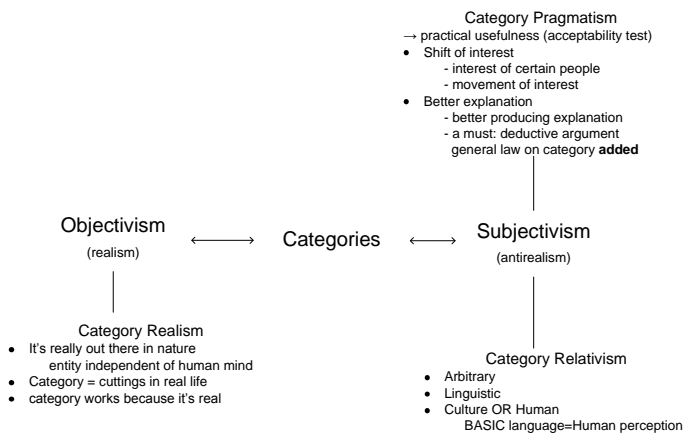 Category Pragmatism
→ practical usefulness (acceptability test)
● Shift of interest
- interest of certain people
- movement of interest
● Better explanation
- better producing explanation
- a must: deductive argument
general law on category added
Objectivism
(realism)
Categories
Subjectivism
(antirealism)
Category Realism
● It's really out there in nature
entity independent of human mind
● Category = cuttings in real life
● category works because it's real
Category Relativism
● Arbitrary
● Linguistic
● Culture OR Human
BASIC language=Human perception